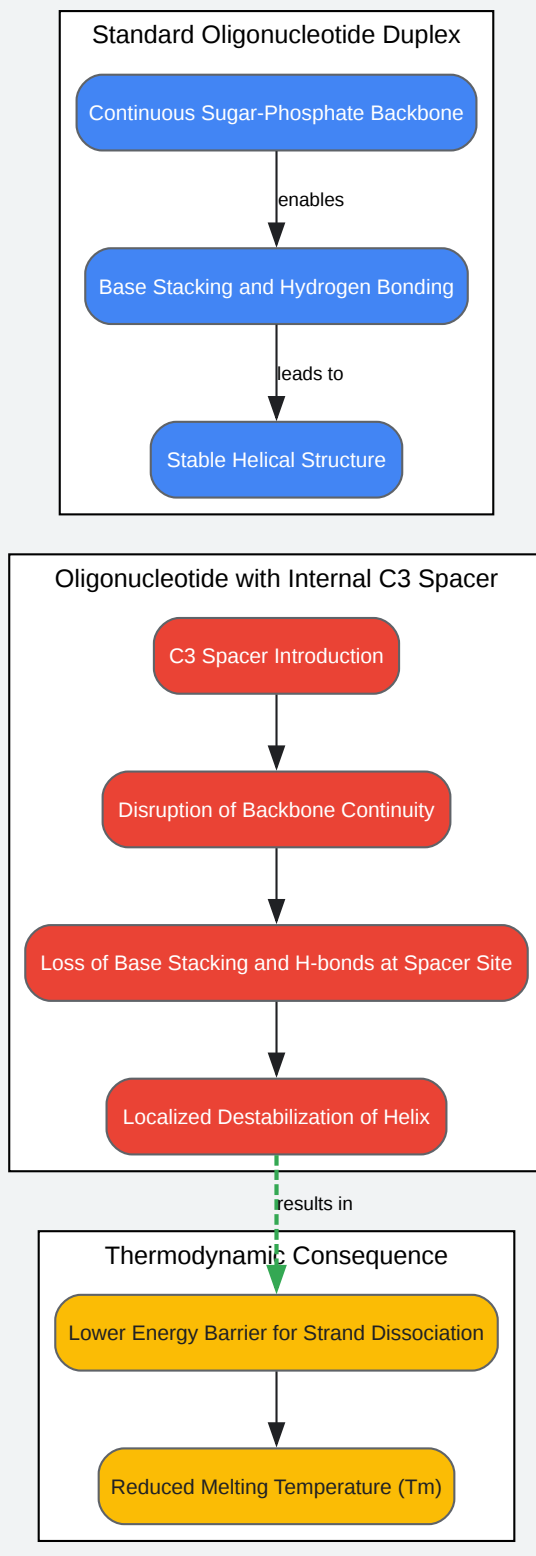 Standard Oligonucleotide Duplex
Continuous Sugar-Phosphate Backbone
enables
Base Stacking and Hydrogen Bonding
leads to
Stable Helical Structure
Oligonucleotide with Internal C3 Spacer
C3 Spacer Introduction
Disruption of Backbone Continuity
Loss of Base Stacking and H-bonds at Spacer Site
Localized Destabilization of Helix
results in
Thermodynamic Consequence
Lower Energy Barrier for Strand Dissociation
Reduced Melting Temperature (Tm)